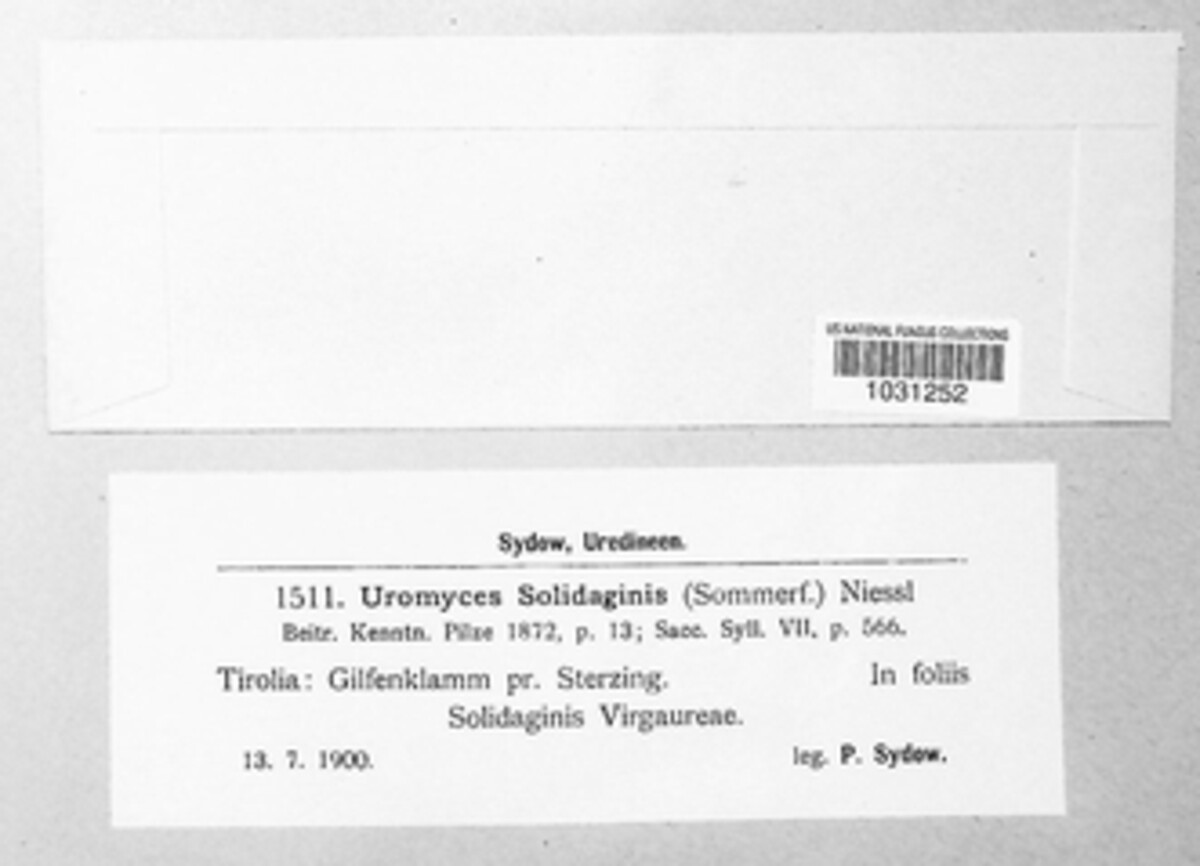 US NATIONAL FUNGUS COLLECTIONS
1031252
Sydow, Uredineen.
1511. Uromyces Solidaginis (Sommerf.) Niessl
Beitr. Kenntn. Pilze 1872, p. 13; Sacc. Syll. VII, p. 566.
Tirolia: Gilfenklamm pr. Sterzing. In foliis
Solidaginis Virgaureae.
13. 7. 1900. leg. P. Sydow.